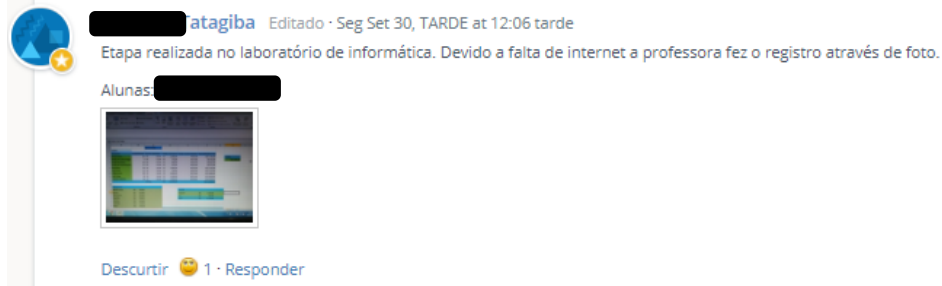 Tatagiba Editado · Seg Set 30, TARDE at 12:06 tarde
Etapa realizada no laboratório de informática. Devido a falta de internet a professora fez o registro através de foto.
Alunas:
Descurtir 1 · Responder